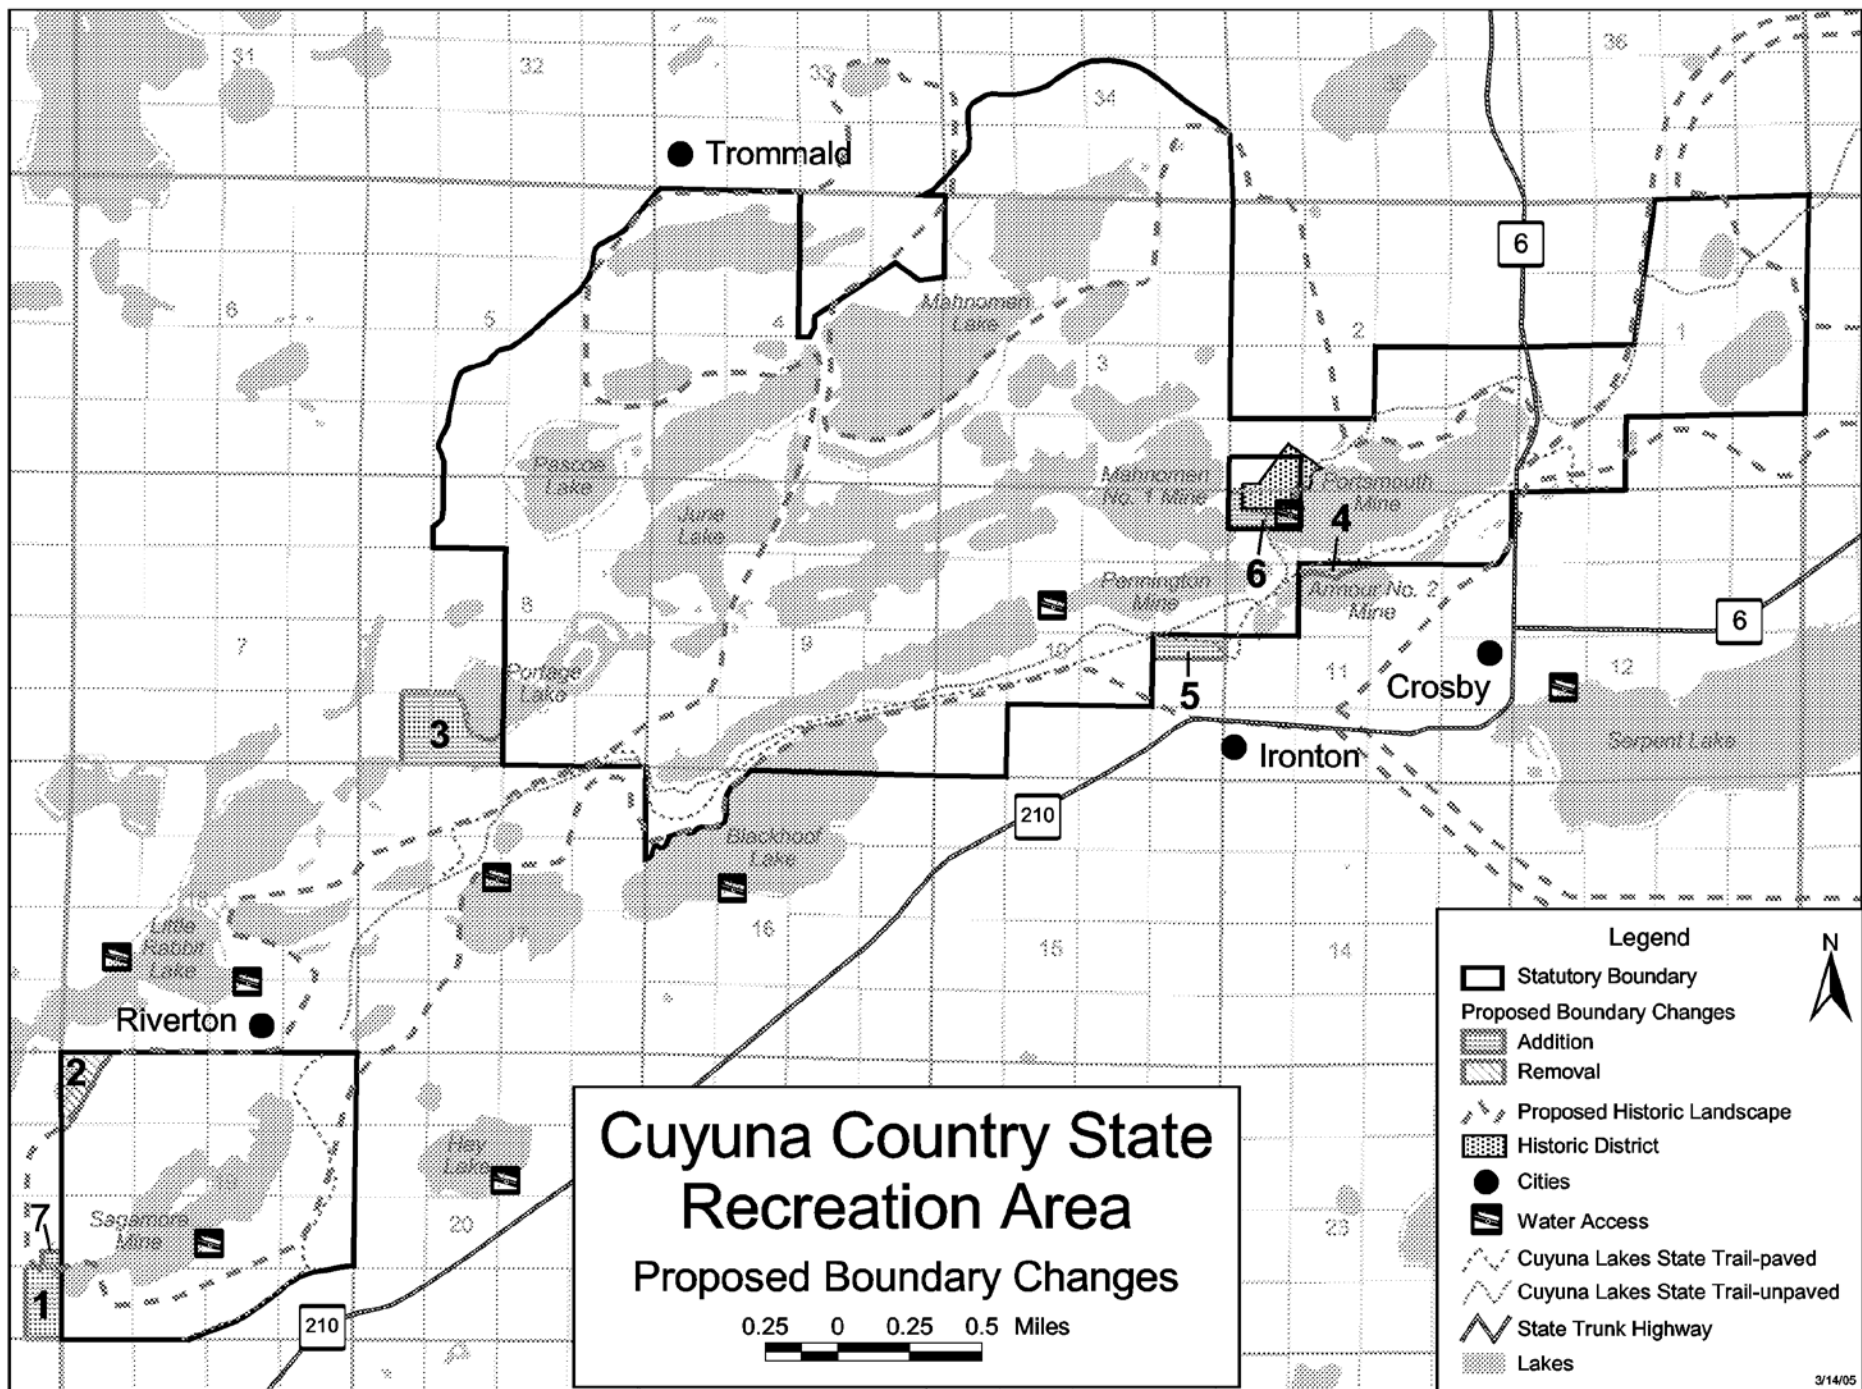 31
32
33
34
35
36
Trommald
6
6
5
4
Mahnomen
Lake
3
2
1
Pascoe
Lake
June
Lake
Mahnomen
No. 1 Mine
Portsmouth
Mine
4
6
Pennington
Mine
Armour No. 2
Mine
8
9
10
11
12
7
Portage
Lake
3
5
6
Crosby
Ironton
Serpent Lake
210
Blackhoof
Lake
18
17
16
15
14
Little
Rabbit
Lake
Riverton
2
Hay
Lake
20
23
7
Sagamore
Mine
1
210
Cuyuna Country State
Recreation Area
Proposed Boundary Changes
0.25 0 0.25 0.5 Miles
Legend
N
Statutory Boundary
Proposed Boundary Changes
Addition
Removal
Proposed Historic Landscape
Historic District
Cities
Water Access
Cuyuna Lakes State Trail-paved
Cuyuna Lakes State Trail-unpaved
State Trunk Highway
Lakes
3/14/05